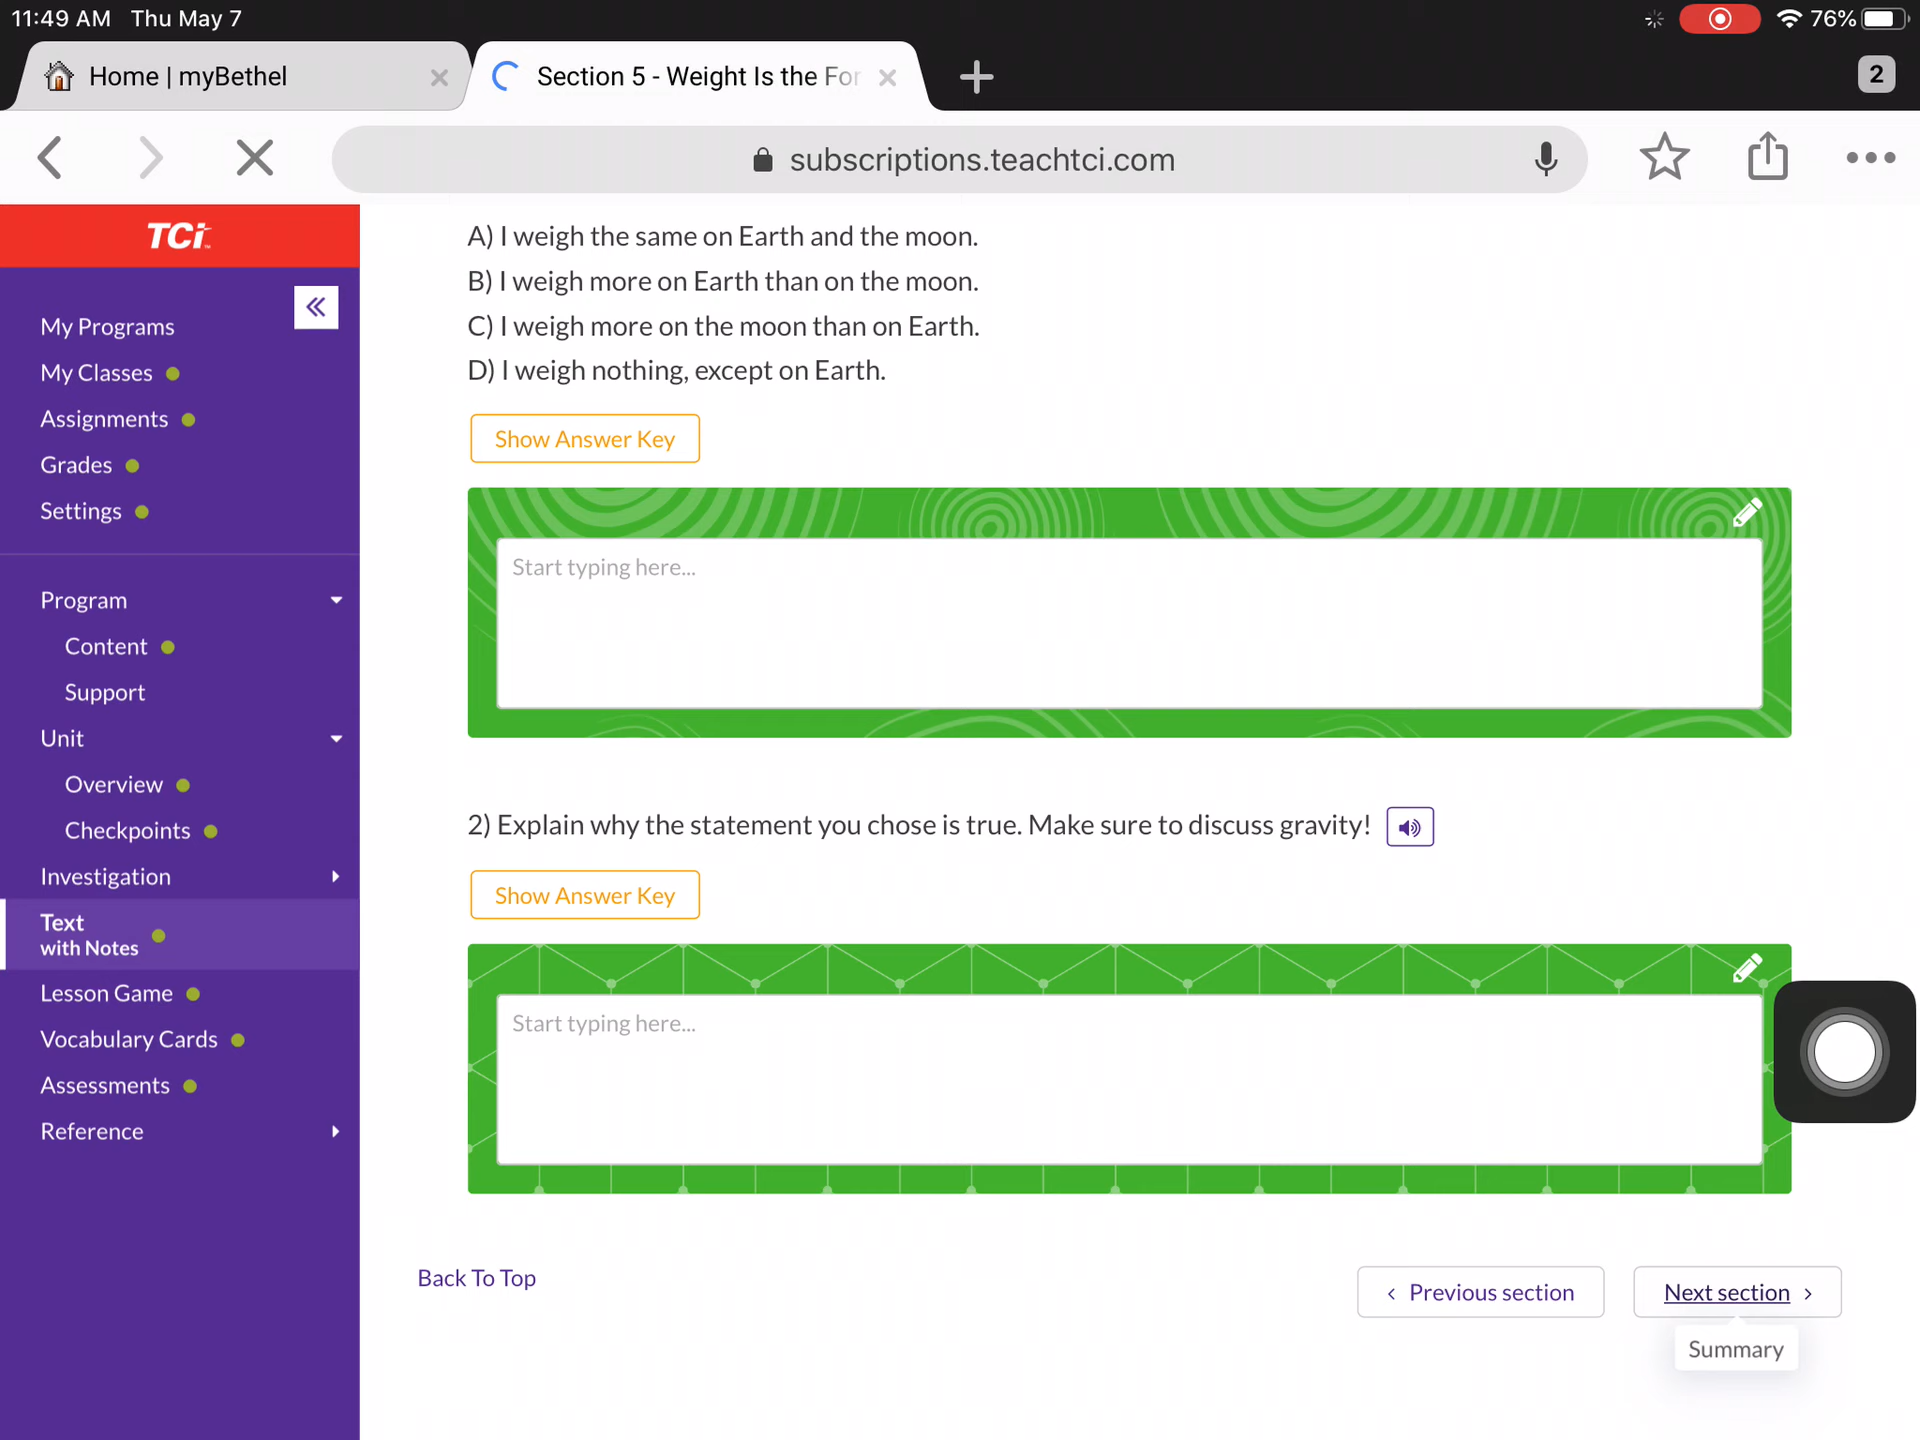 11:49 AM Thu May 7
76%
Home | myBethel
Section 5 - Weight Is the For
2
subscriptions.teachtci.com
TCi
My Programs
My Classes
Assignments
Grades
Settings
Program
Content
Support
Unit
Overview
Checkpoints
Investigation
Text
with Notes
Lesson Game
Vocabulary Cards
Assessments
Reference
A) I weigh the same on Earth and the moon.
B) I weigh more on Earth than on the moon.
C) I weigh more on the moon than on Earth.
D) I weigh nothing, except on Earth.
Show Answer Key
Start typing here...
2) Explain why the statement you chose is true. Make sure to discuss gravity!
Show Answer Key
Start typing here...
Back To Top
‹ Previous section
Next section ›
Summary